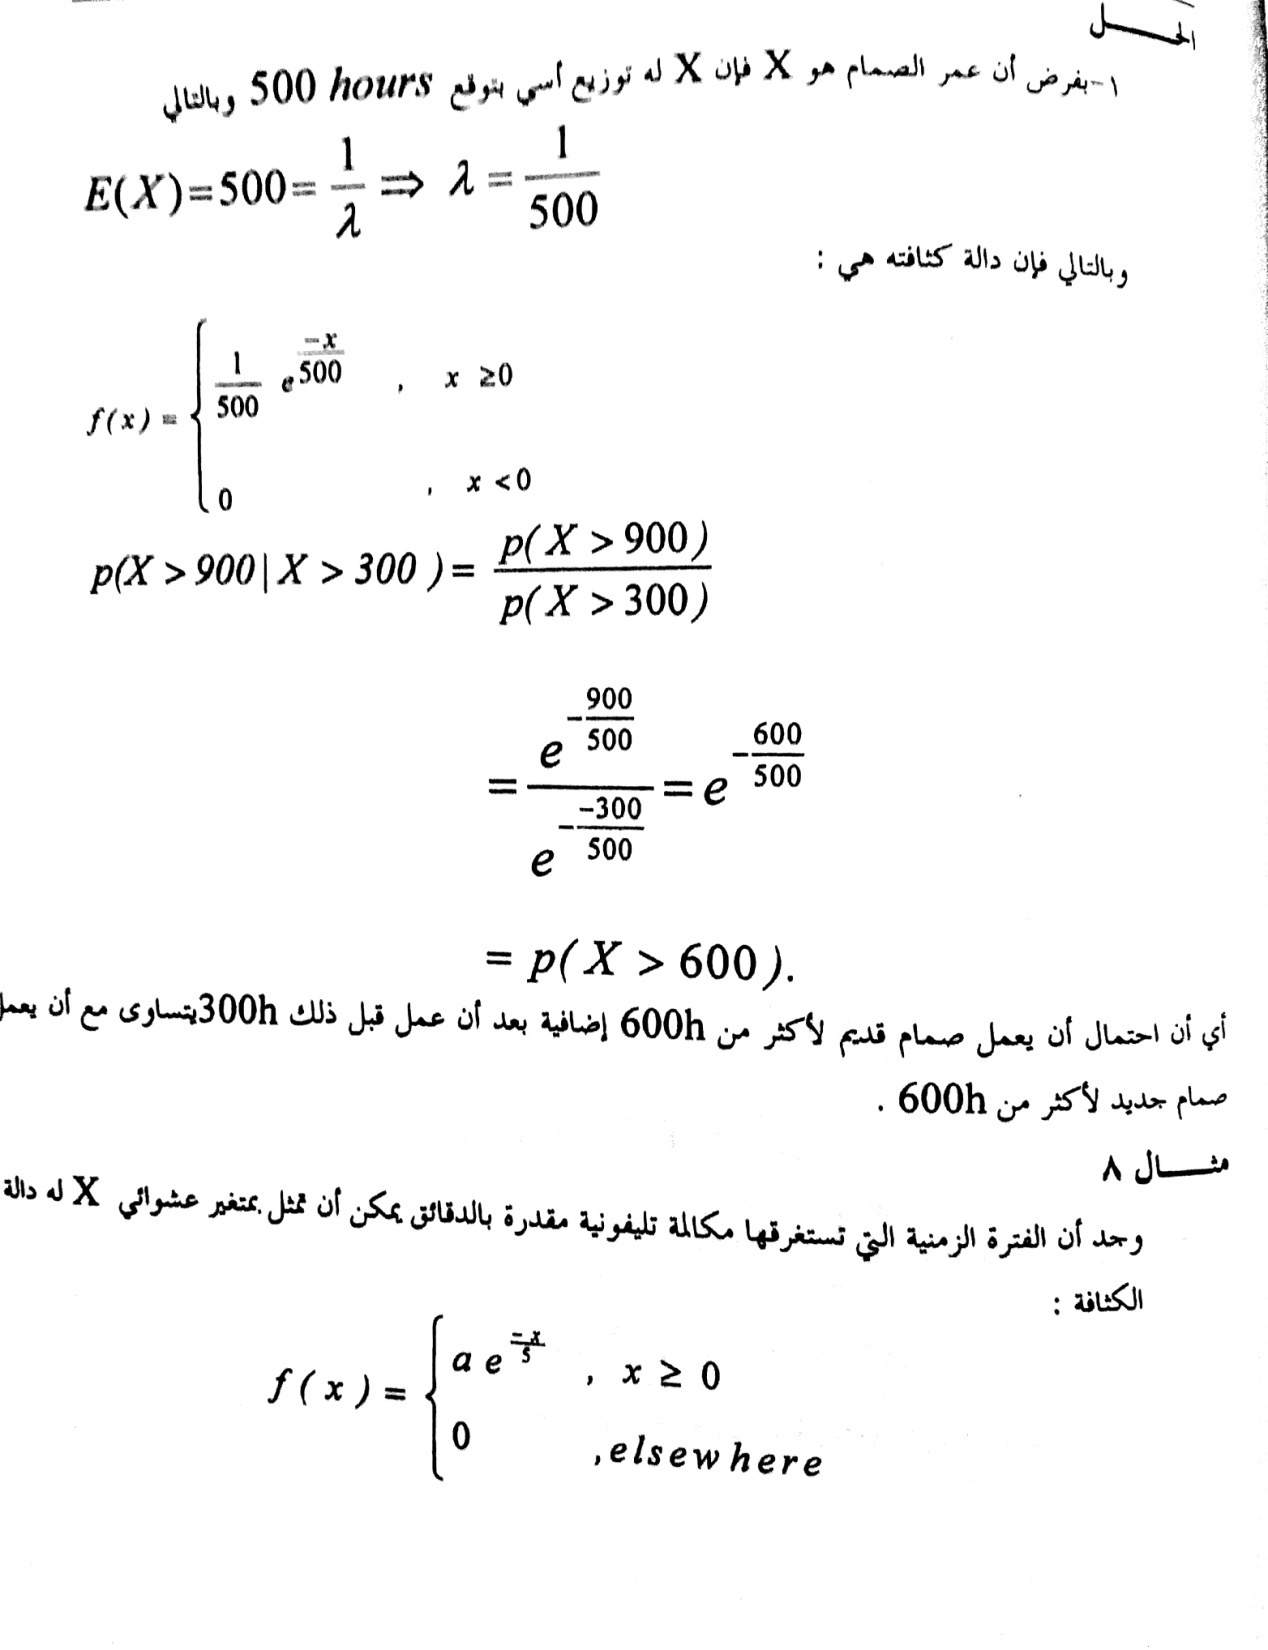 الحـــــل
١-بفرض أن عمر الصمام هو X فإن X له توزيع أسي بتوقع 500 hours وبالتالي
E(X)=500= 1/λ ⇒ λ = 1/500
وبالتالي فإن دالة كثافته هي :
f(x) = { 1/500 e^(-x/500) , x ≥0
0 , x <0
p(X >900 | X > 300 )= p( X > 900 ) / p( X > 300 )
= e^(-900/500) / e^(- -300/500) = e^(-600/500)
= p( X > 600 ).
أي أن احتمال أن يعمل صمام قديم لأكثر من 600h إضافية بعد أن عمل قبل ذلك 300h يتساوى مع أن يعمل
صمام جديد لأكثر من 600h .
مثـــــال ٨
وجد أن الفترة الزمنية التي تستغرقها مكالمة تليفونية مقدرة بالدقائق يمكن أن تمثل بمتغير عشوائي X له دالة
الكثافة :
f ( x ) = { a e^(-x/5) , x ≥ 0
0 , elsewhere